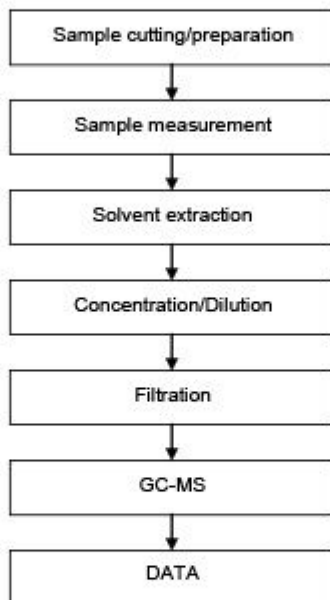 Sample cutting/preparation
Sample measurement
Solvent extraction
Concentration/Dilution
Filtration
GC-MS
DATA